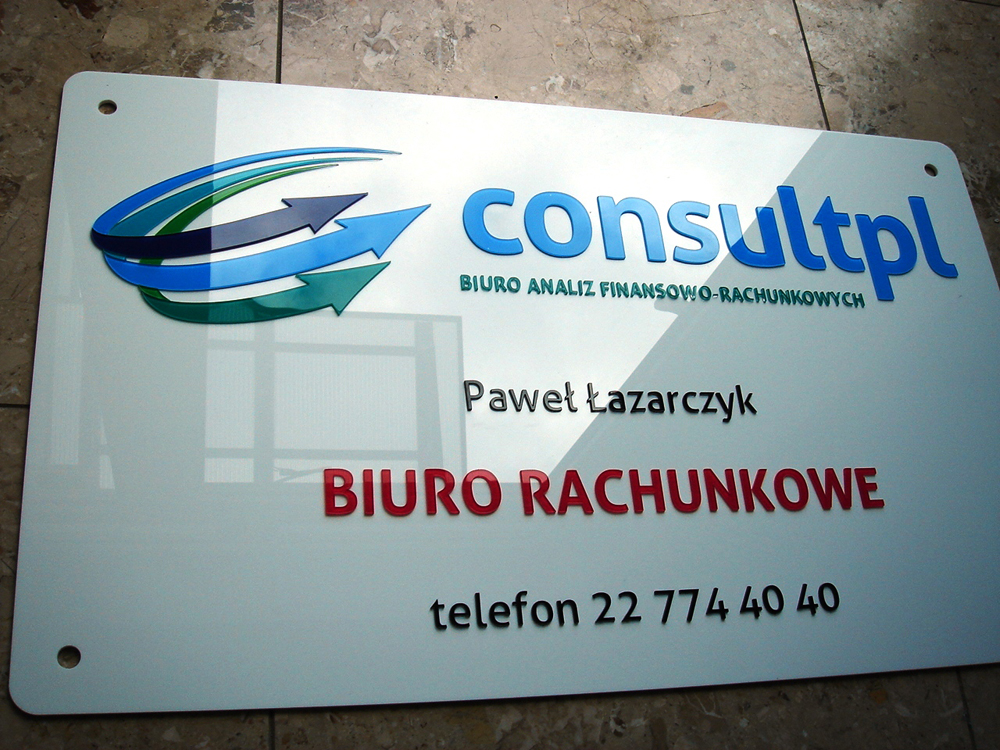 consultpl
BIURO ANALIZ FINANSOWO-RACHUNKOWYCH
Paweł Łazarczyk
BIURO RACHUNKOWE
telefon 22 774 40 40